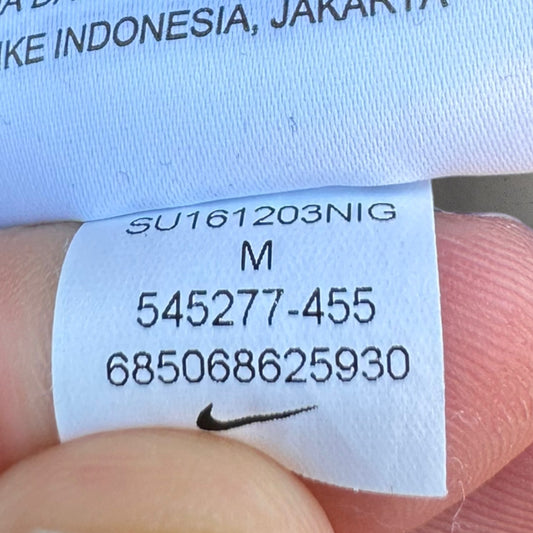 IKE INDONESIA, JAKARTA
SU161203NIG
M
545277-455
685068625930